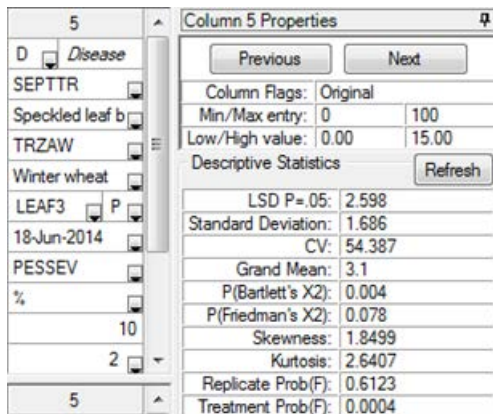 5
D Disease
SEPTTR
Speckled leaf b
TRZAW
Winter wheat
LEAF3 P
18-Jun-2014
PESSEV
%
10
2
5
Column 5 Properties
Previous Next
Column Flags: Original
Min/Max entry: 0 100
Low/High value: 0.00 15.00
Descriptive Statistics Refresh
LSD P=.05: 2.598
Standard Deviation: 1.686
CV: 54.387
Grand Mean: 3.1
P(Bartlett's X2): 0.004
P(Friedman's X2): 0.078
Skewness: 1.8499
Kurtosis: 2.6407
Replicate Prob(F): 0.6123
Treatment Prob(F): 0.0004